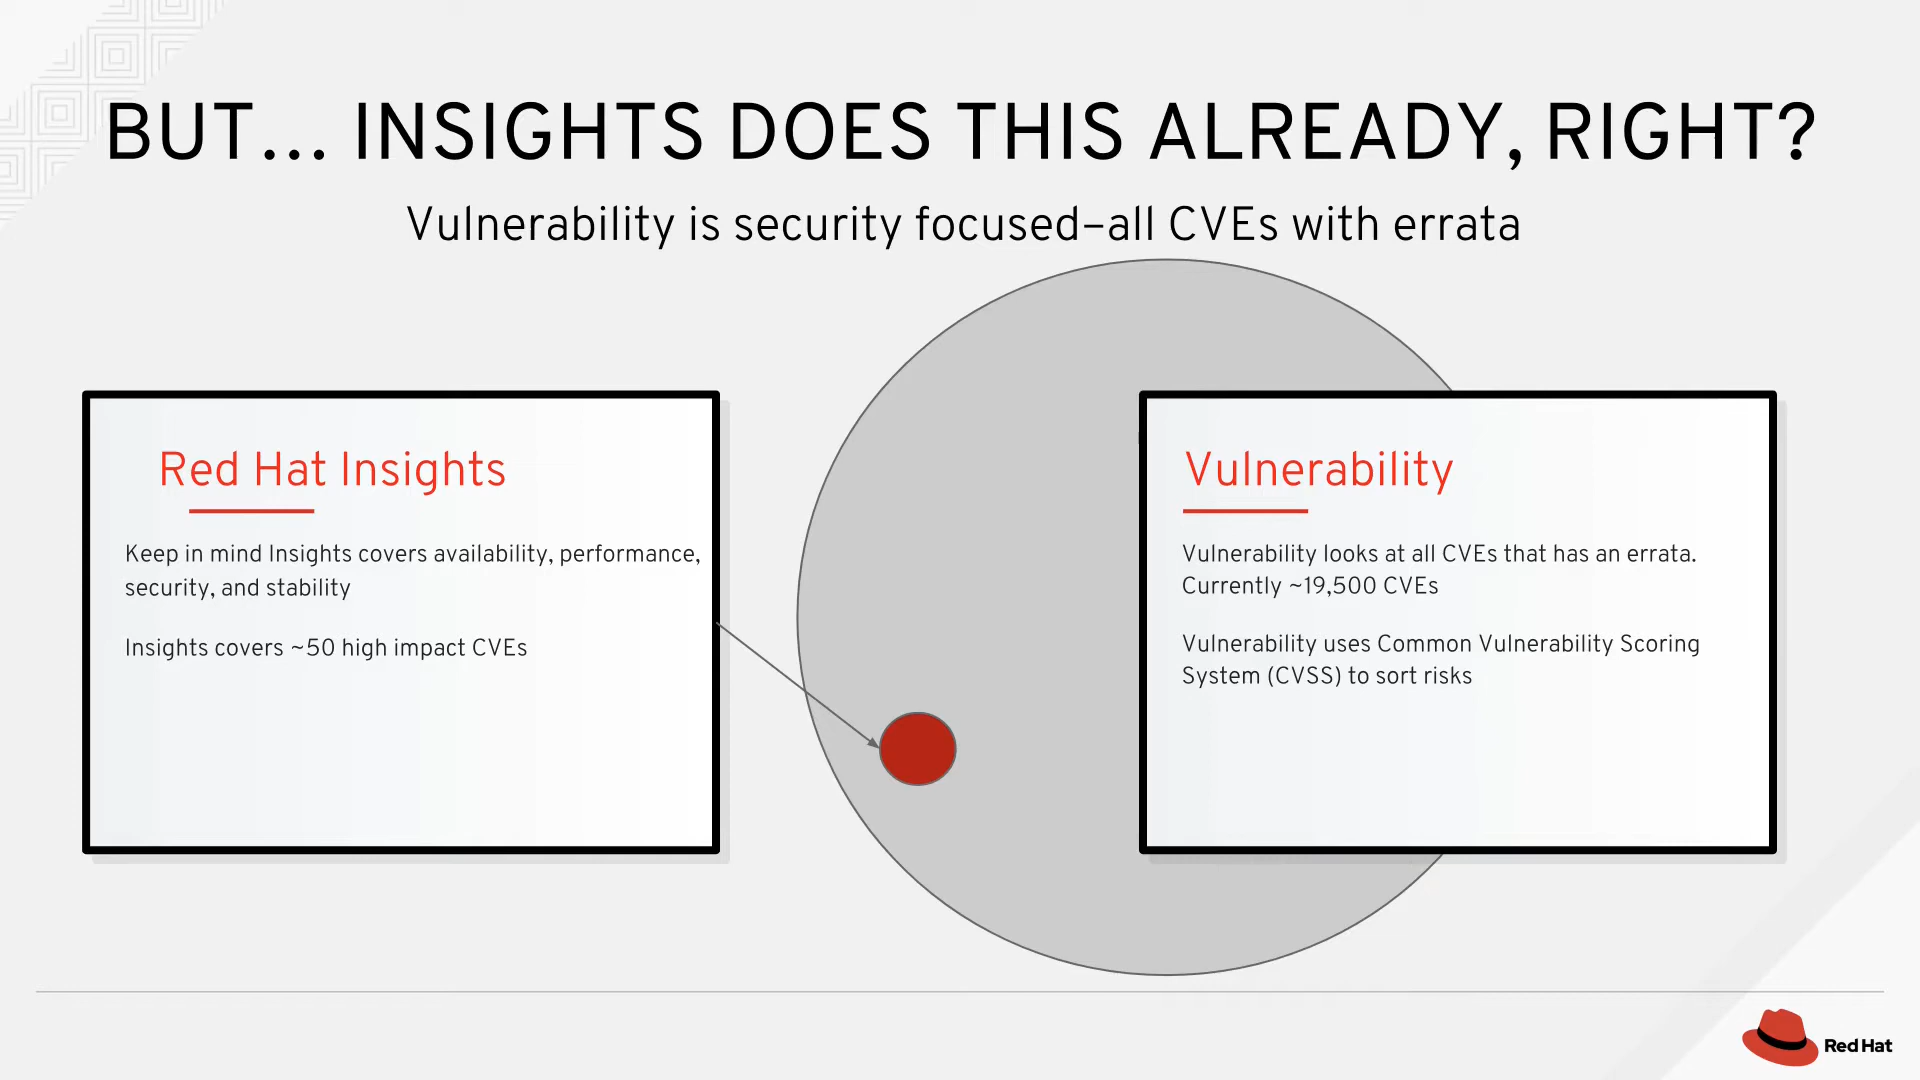 BUT... INSIGHTS DOES THIS ALREADY, RIGHT?
Vulnerability is security focused–all CVEs with errata
Red Hat Insights
Keep in mind Insights covers availability, performance,
security, and stability
Insights covers ~50 high impact CVEs
Vulnerability
Vulnerability looks at all CVEs that has an errata.
Currently ~19,500 CVEs
Vulnerability uses Common Vulnerability Scoring
System (CVSS) to sort risks
Red Hat